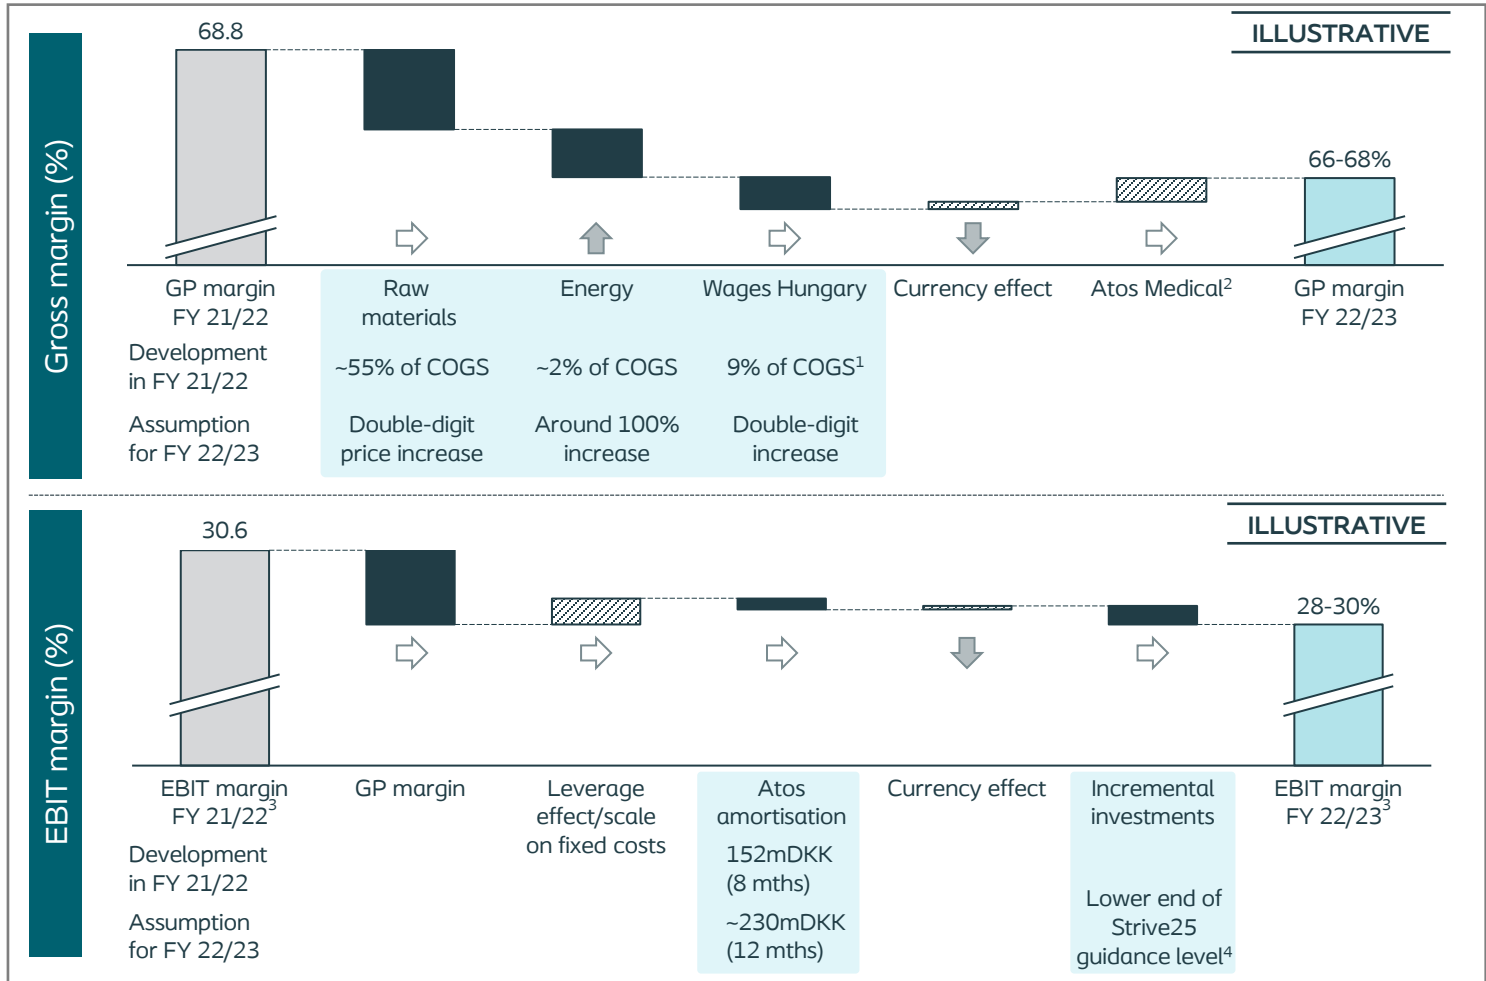 Gross margin (%)
ILLUSTRATIVE
68.8
66-68%
GP margin
FY 21/22
Raw
materials
Energy
Wages Hungary
Currency effect
Atos Medical²
GP margin
FY 22/23
Development
in FY 21/22
~55% of COGS
~2% of COGS
9% of COGS¹
Assumption
for FY 22/23
Double-digit
price increase
Around 100%
increase
Double-digit
increase
EBIT margin (%)
ILLUSTRATIVE
30.6
28-30%
EBIT margin
FY 21/22³
GP margin
Leverage
effect/scale
on fixed costs
Atos
amortisation
Currency effect
Incremental
investments
EBIT margin
FY 22/23³
Development
in FY 21/22
152mDKK
(8 mths)
Assumption
for FY 22/23
~230mDKK
(12 mths)
Lower end of
Strive25
guidance level⁴